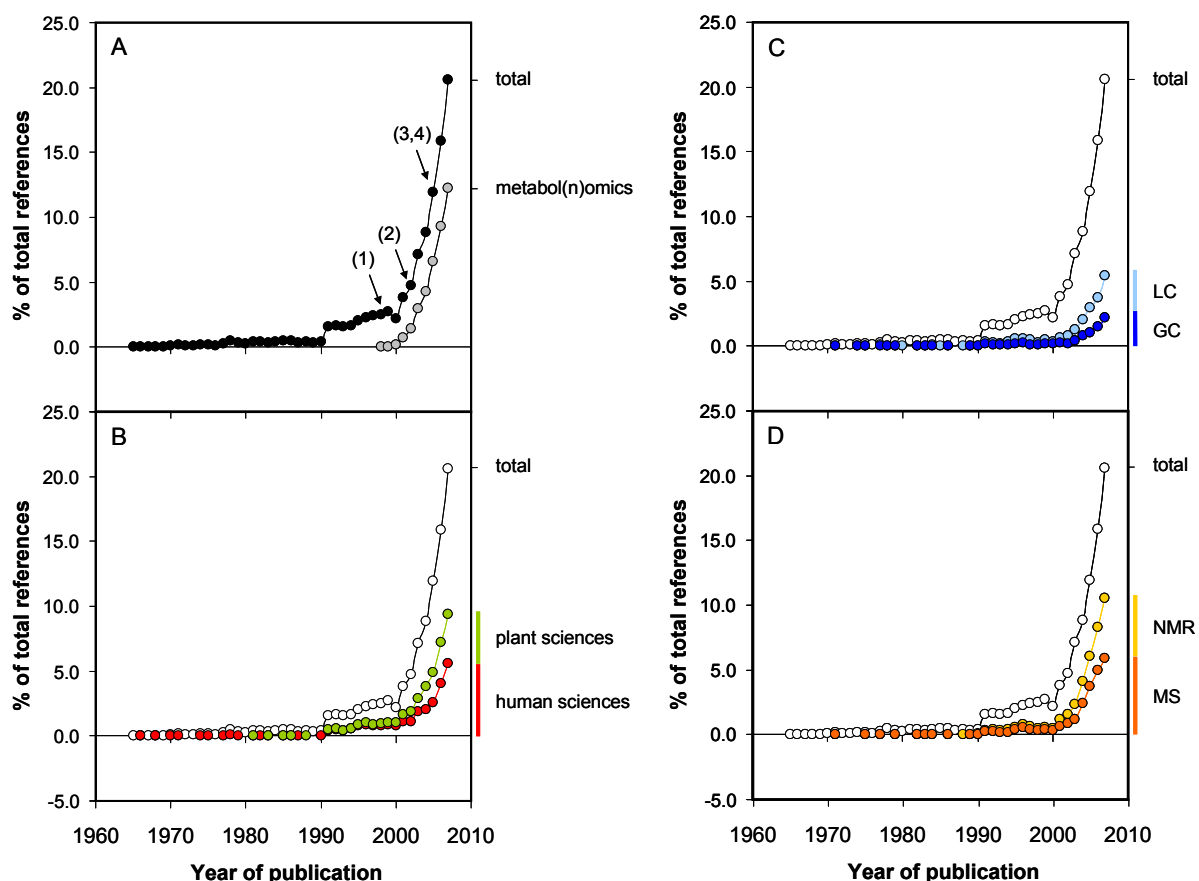 A
25.0
20.0
15.0
10.0
5.0
0.0
% of total references
(1)
(2)
(3,4)
total
metabol(n)omics
C
25.0
20.0
15.0
10.0
5.0
0.0
% of total references
total
LC
GC
B
25.0
20.0
15.0
10.0
5.0
0.0
-5.0
% of total references
total
plant sciences
human sciences
1960 1970 1980 1990 2000 2010
Year of publication
D
25.0
20.0
15.0
10.0
5.0
0.0
-5.0
% of total references
total
NMR
MS
1960 1970 1980 1990 2000 2010
Year of publication